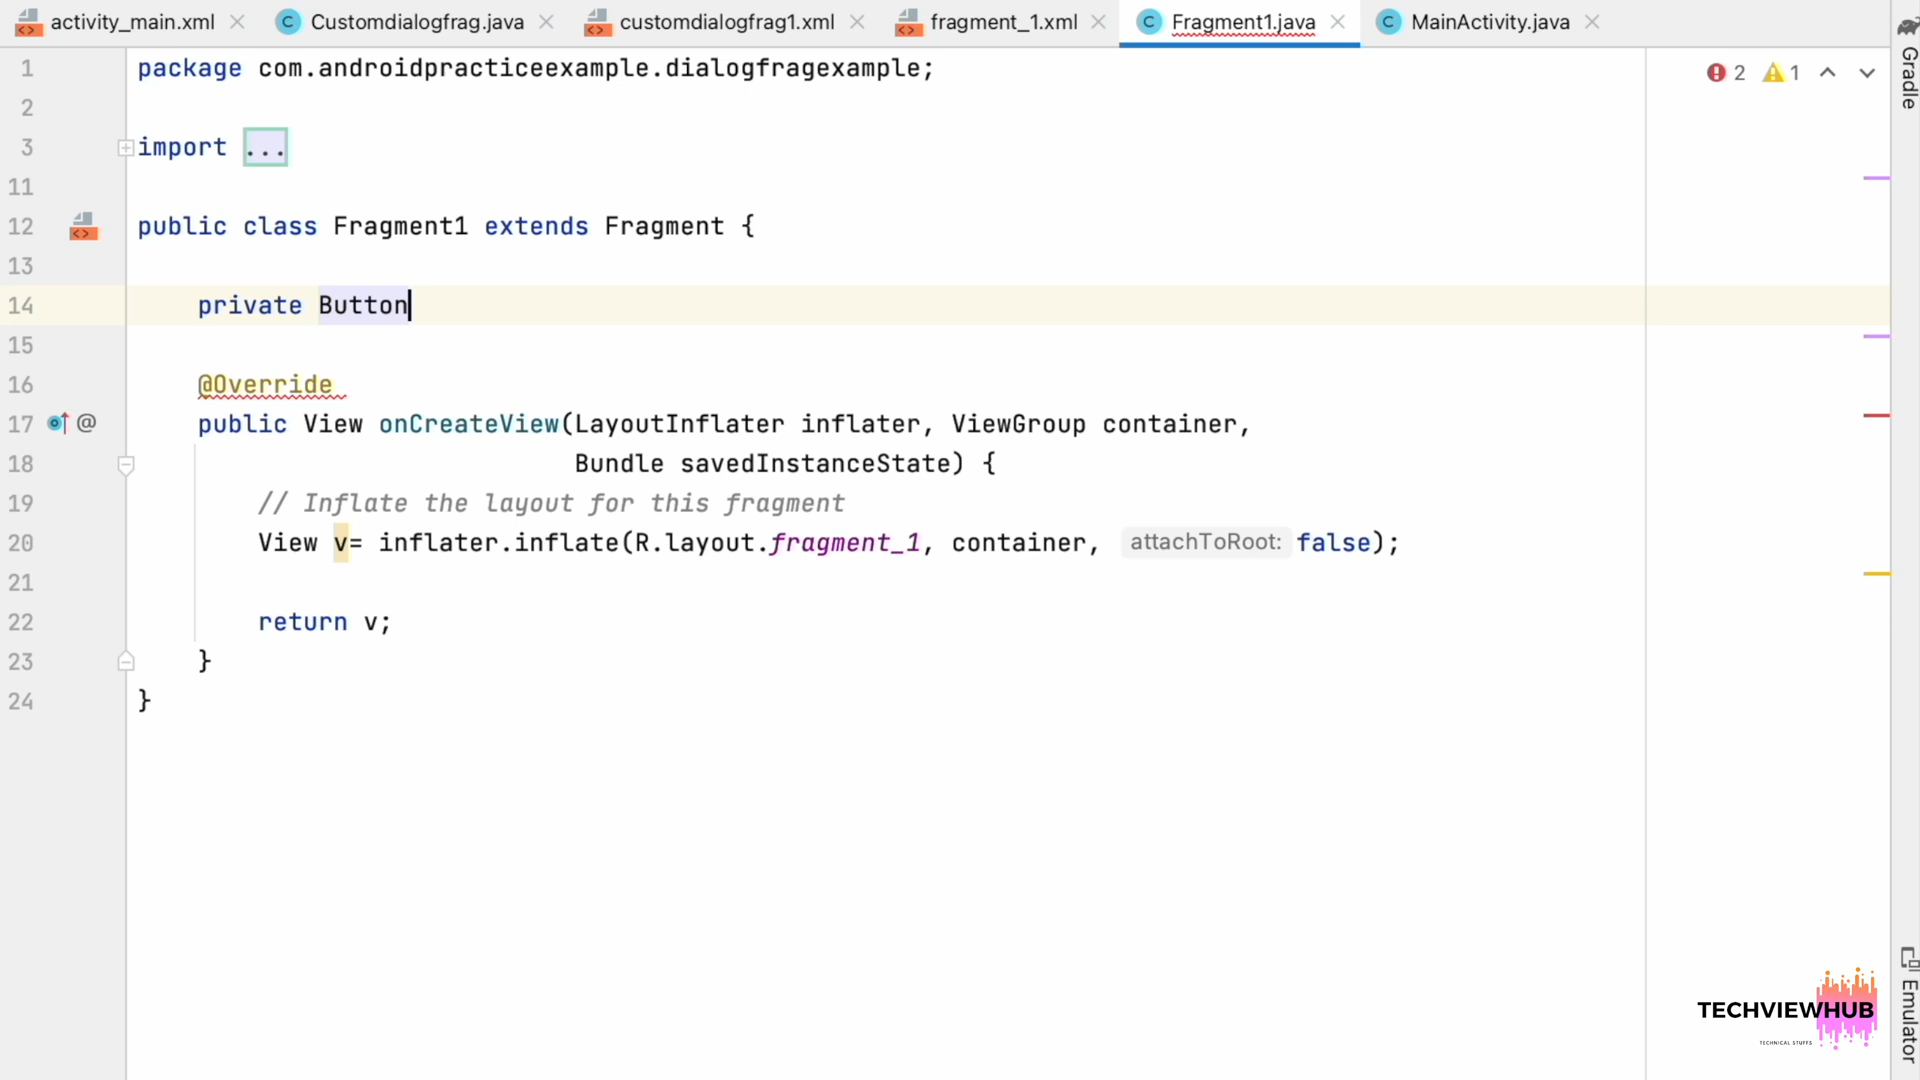 activity_main.xml Customdialogfrag.java customdialogfrag1.xml fragment_1.xml Fragment1.java MainActivity.java
1 package com.androidpracticeexample.dialogfragexample;
2
3 import ...
11
12 public class Fragment1 extends Fragment {
13
14 private Button
15
16 @Override
17 @ public View onCreateView(LayoutInflater inflater, ViewGroup container,
18 Bundle savedInstanceState) {
19 // Inflate the layout for this fragment
20 View v= inflater.inflate(R.layout.fragment_1, container, attachToRoot: false);
21
22 return v;
23 }
24 }
2 1
Gradle
Emulator
TECHVIEWHUB
TECHNICAL STUFFS